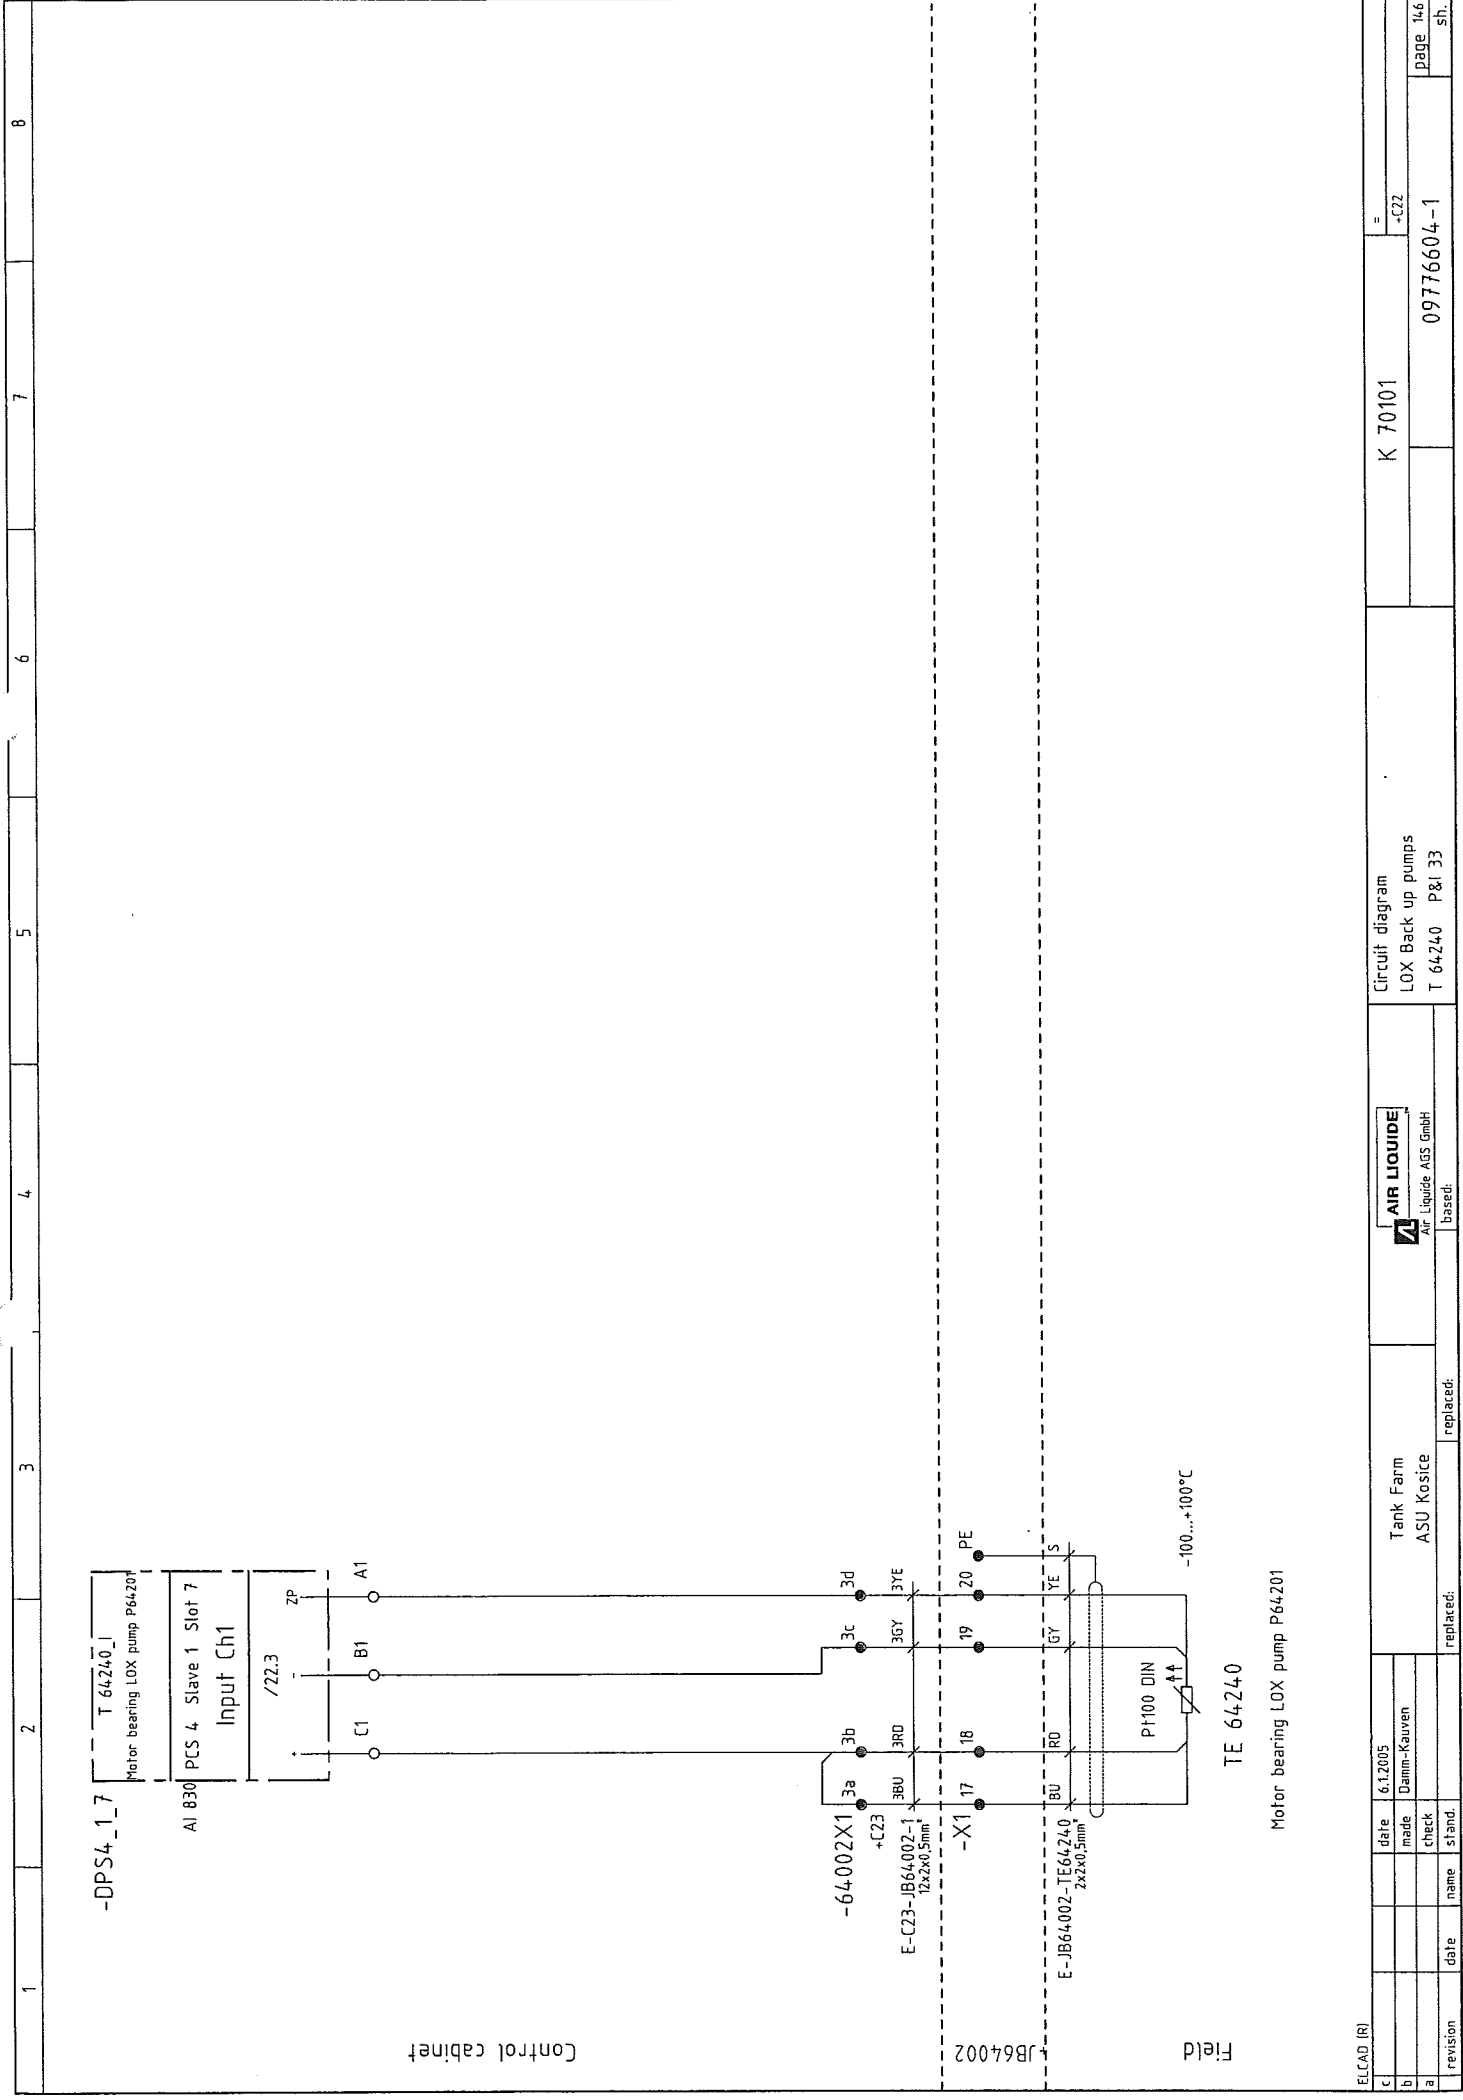 1 2 3 4 5 6 7 8
-DPS4_1_7
T 64240_I
Motor bearing LOX pump P64201
AI 830
PCS 4 Slave 1 Slot 7
Input Ch1
/22.3
+ - ZP
C1 B1 A1
Control cabinet
-64002X1 3a 3b 3c 3d
+C23
3BU 3RD 3GY 3YE
E-C23-JB64002-1
12x2x0,5mm²
-X1 17 18 19 20 PE
+JB64002
BU RD GY YE S
E-JB64002-TE64240
2x2x0,5mm²
Field
Pt100 DIN
-100...+100°C
TE 64240
Motor bearing LOX pump P64201
ELCAD (R)
c
b
a
revision date name
date 6.1.2005
made Damm-Kauven
check
stand.
Tank Farm
ASU Kosice
replaced: replaced:
AIR LIQUIDE
Air Liquide AGS GmbH
based:
Circuit diagram
LOX Back up pumps
T 64240 P&I 33
K 70101
=
+C22
09776604-1
page 146
sh.